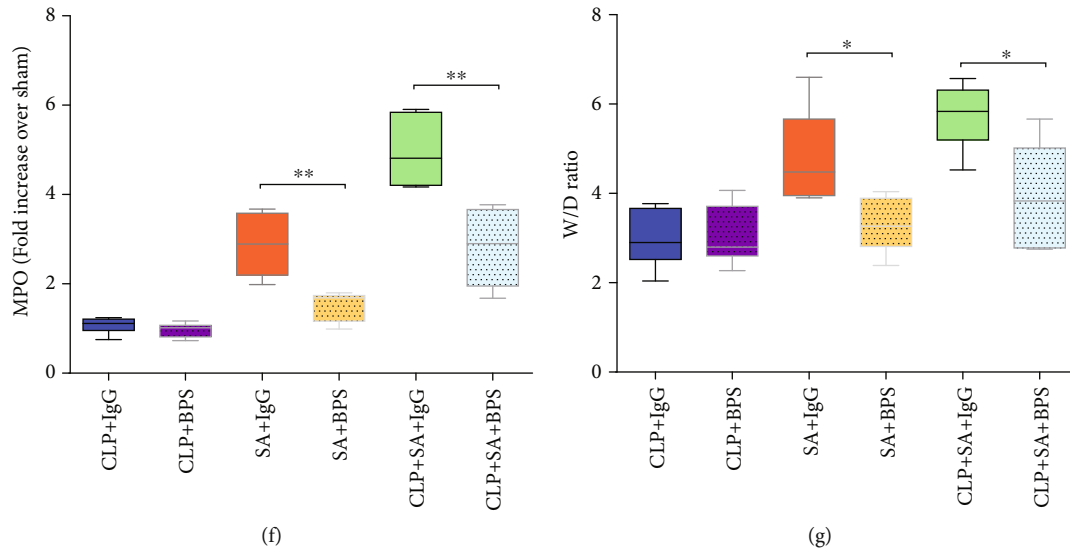 MPO (Fold increase over sham)
8
6
4
2
0
**
**
CLP+IgG
CLP+BPS
SA+IgG
SA+BPS
CLP+SA+IgG
CLP+SA+BPS
(f)
W/D ratio
8
6
4
2
0
*
*
CLP+IgG
CLP+BPS
SA+IgG
SA+BPS
CLP+SA+IgG
CLP+SA+BPS
(g)